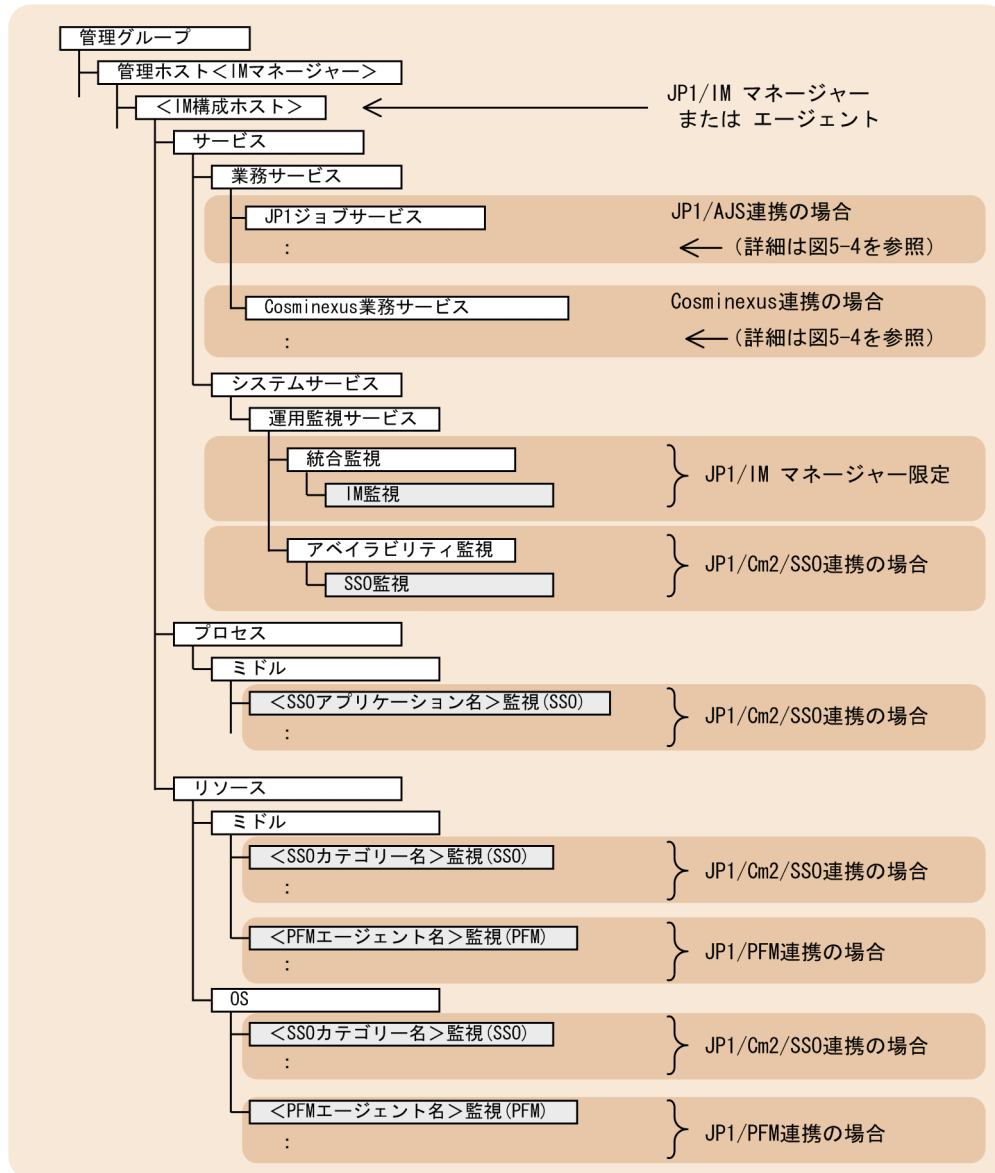 管理グループ
管理ホスト＜IMマネージャー＞
＜IM構成ホスト＞
JP1/IM マネージャー
または エージェント
サービス
業務サービス
JP1ジョブサービス
JP1/AJS連携の場合
:
（詳細は図5-4を参照）
Cosminexus業務サービス
Cosminexus連携の場合
:
（詳細は図5-4を参照）
システムサービス
運用監視サービス
統合監視
IM監視
JP1/IM マネージャー限定
アベイラビリティ監視
SSO監視
JP1/Cm2/SSO連携の場合
プロセス
ミドル
＜SSOアプリケーション名＞監視(SSO)
:
JP1/Cm2/SSO連携の場合
リソース
ミドル
＜SSOカテゴリー名＞監視(SSO)
:
JP1/Cm2/SSO連携の場合
＜PFMエージェント名＞監視(PFM)
:
JP1/PFM連携の場合
OS
＜SSOカテゴリー名＞監視(SSO)
:
JP1/Cm2/SSO連携の場合
＜PFMエージェント名＞監視(PFM)
:
JP1/PFM連携の場合